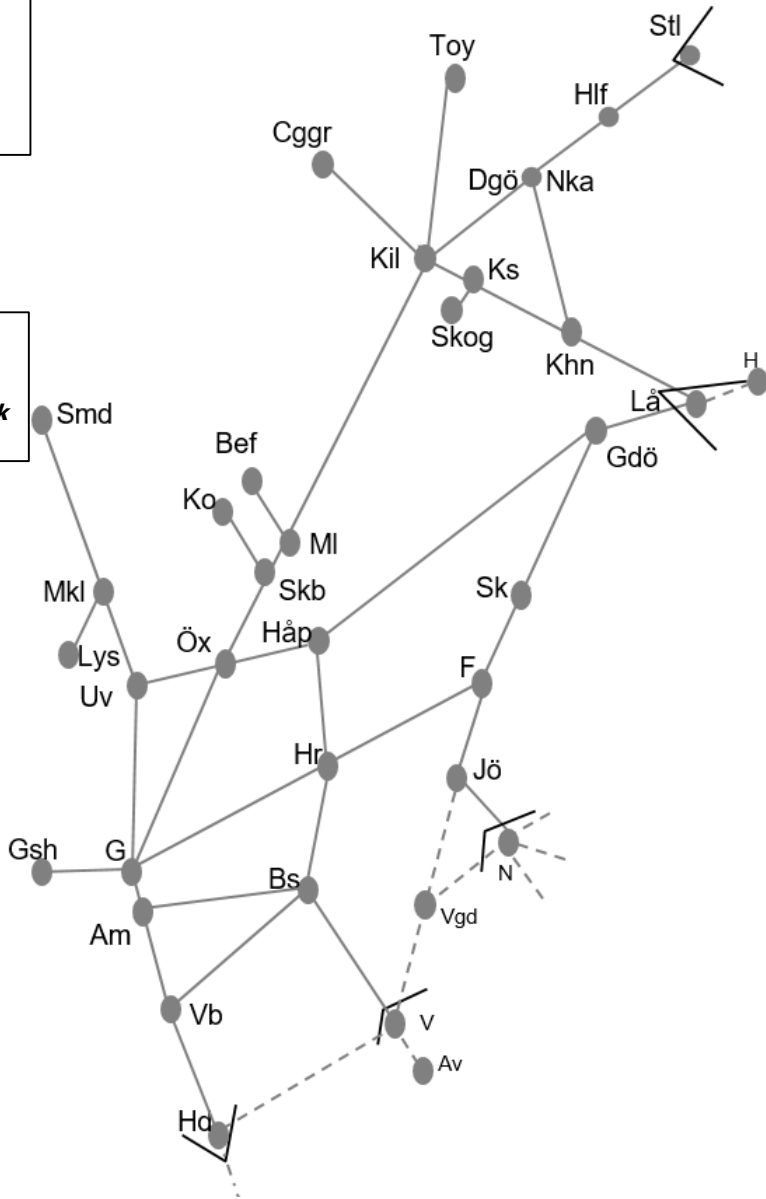 Stl
Toy
Hlf
Cggr
Dgö Nka
Kil
Ks
Skog
Khn
H
Lå
k
Smd
Gdö
Bef
Ko
Ml
Skb
Mkl
Sk
Håp
Öx
Lys
Uv
F
Hr
Jö
Gsh
G
N
Bs
Vgd
Am
Vb
V
Av
Hd